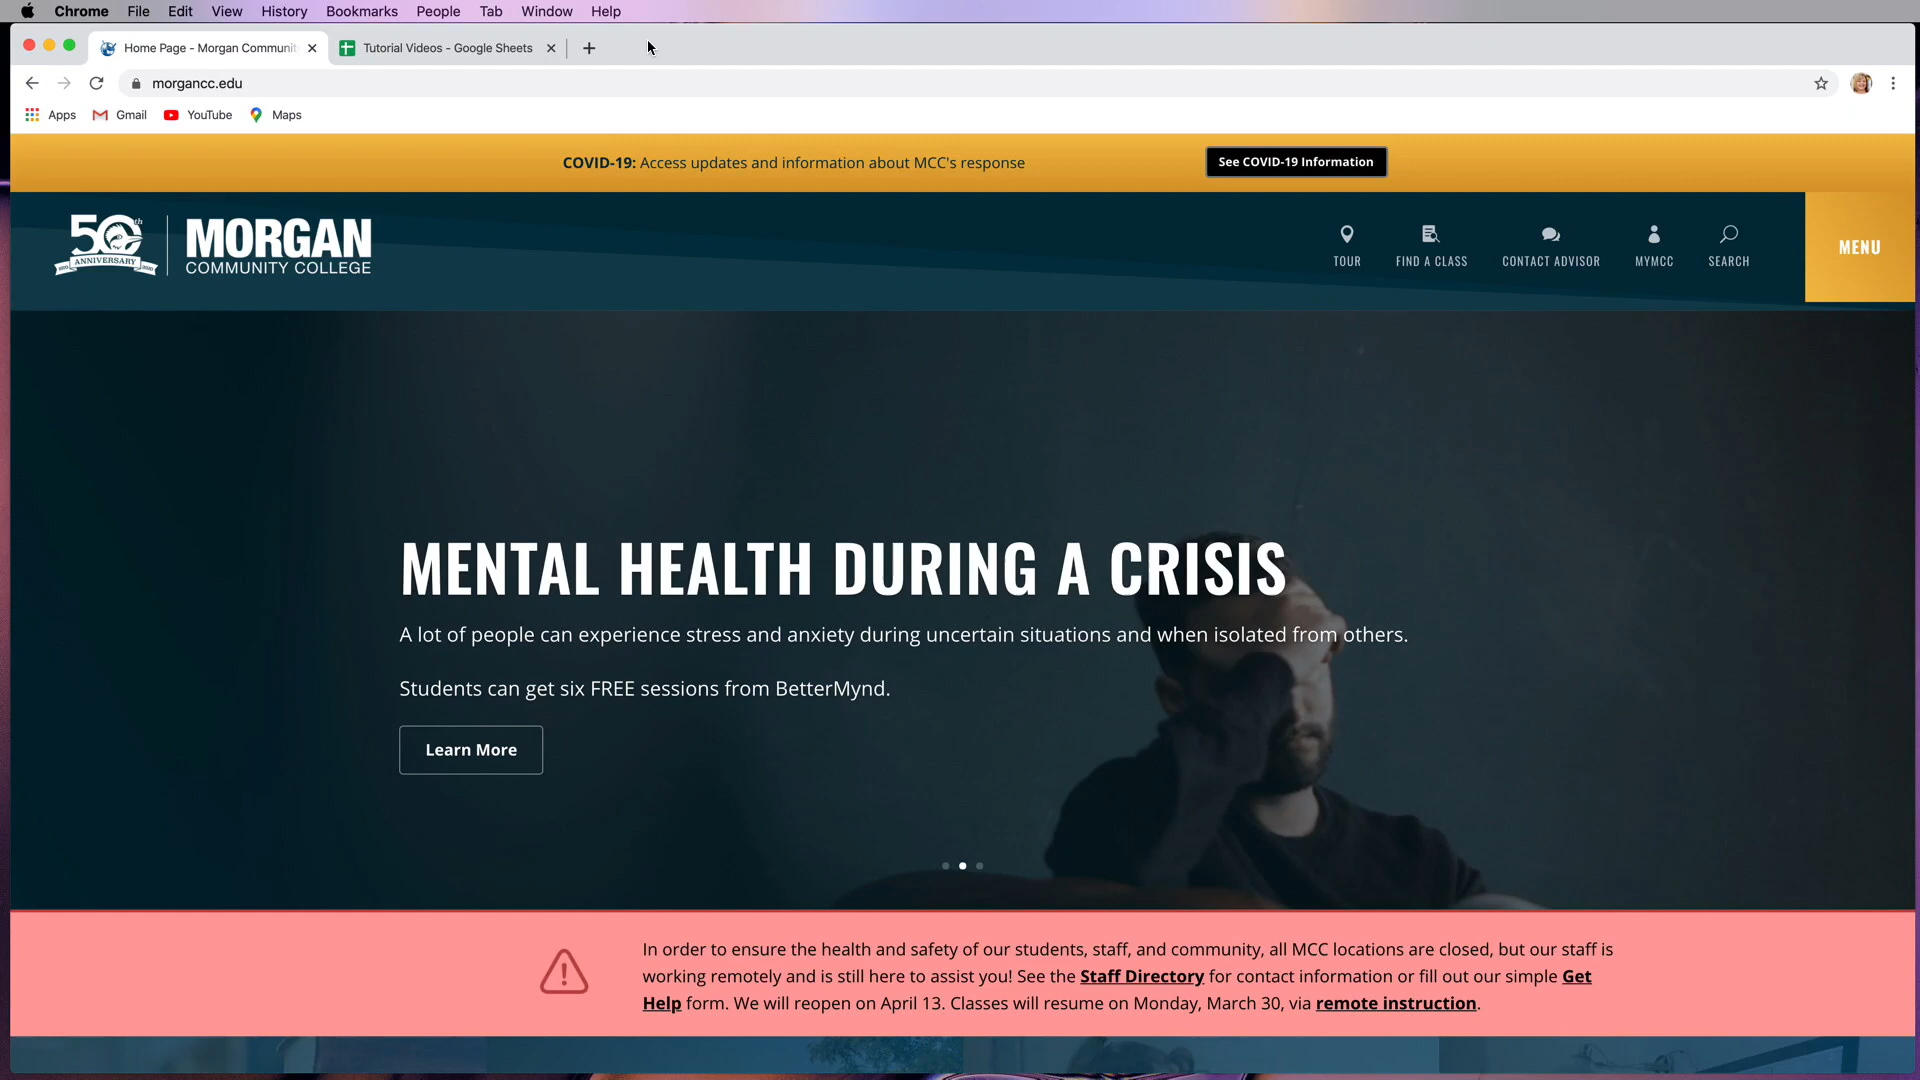 Chrome File Edit View History Bookmarks People Tab Window Help
Home Page - Morgan Communit
Tutorial Videos - Google Sheets
morgancc.edu
Apps Gmail YouTube Maps
COVID-19: Access updates and information about MCC's response
See COVID-19 Information
50th
ANNIVERSARY
MORGAN
COMMUNITY COLLEGE
TOUR
FIND A CLASS
CONTACT ADVISOR
MYMCC
SEARCH
MENU
MENTAL HEALTH DURING A CRISIS
A lot of people can experience stress and anxiety during uncertain situations and when isolated from others.
Students can get six FREE sessions from BetterMynd.
Learn More
In order to ensure the health and safety of our students, staff, and community, all MCC locations are closed, but our staff is
working remotely and is still here to assist you! See the Staff Directory for contact information or fill out our simple Get
Help form. We will reopen on April 13. Classes will resume on Monday, March 30, via remote instruction.